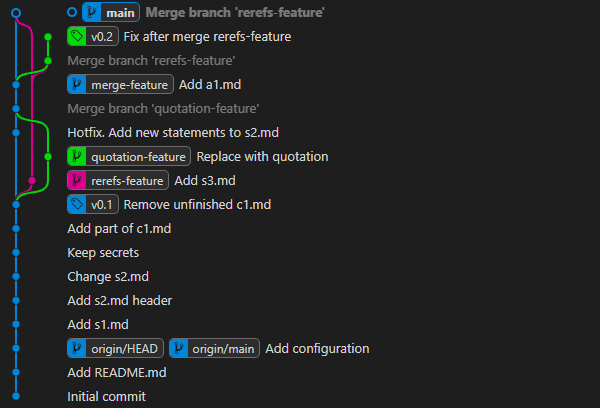 main Merge branch 'rerefs-feature'
v0.2 Fix after merge rerefs-feature
Merge branch 'rerefs-feature'
merge-feature Add a1.md
Merge branch 'quotation-feature'
Hotfix. Add new statements to s2.md
quotation-feature Replace with quotation
rerefs-feature Add s3.md
v0.1 Remove unfinished c1.md
Add part of c1.md
Keep secrets
Change s2.md
Add s2.md header
Add s1.md
origin/HEAD origin/main Add configuration
Add README.md
Initial commit